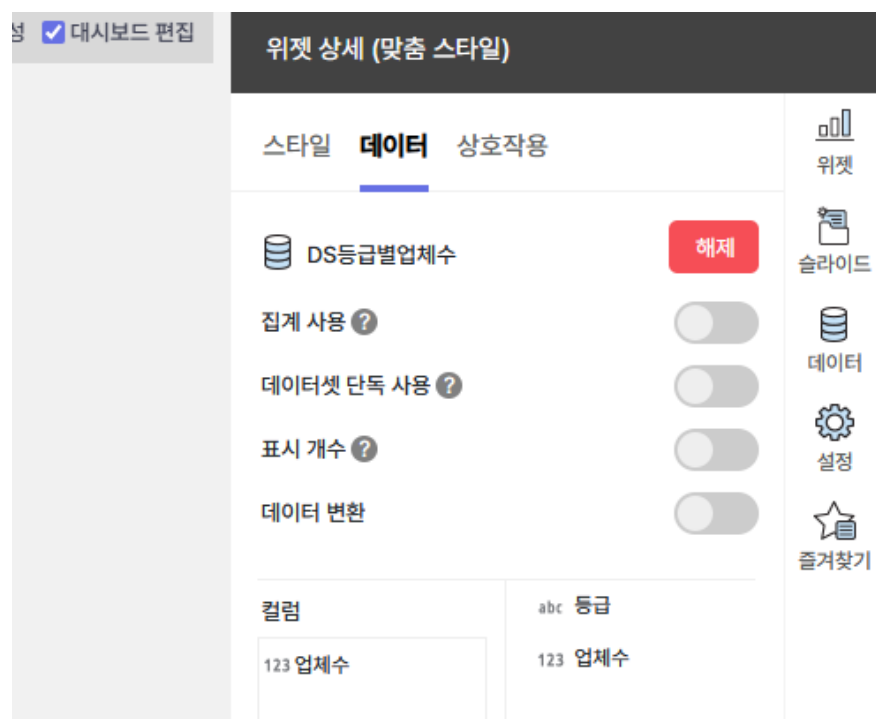 성 대시보드 편집
위젯 상세 (맞춤 스타일)
스타일 데이터 상호작용
위젯
슬라이드
데이터
설정
즐겨찾기
DS등급별업체수 해제
집계 사용 ?
데이터셋 단독 사용 ?
표시 개수 ?
데이터 변환
컬럼
123 업체수
abc 등급
123 업체수